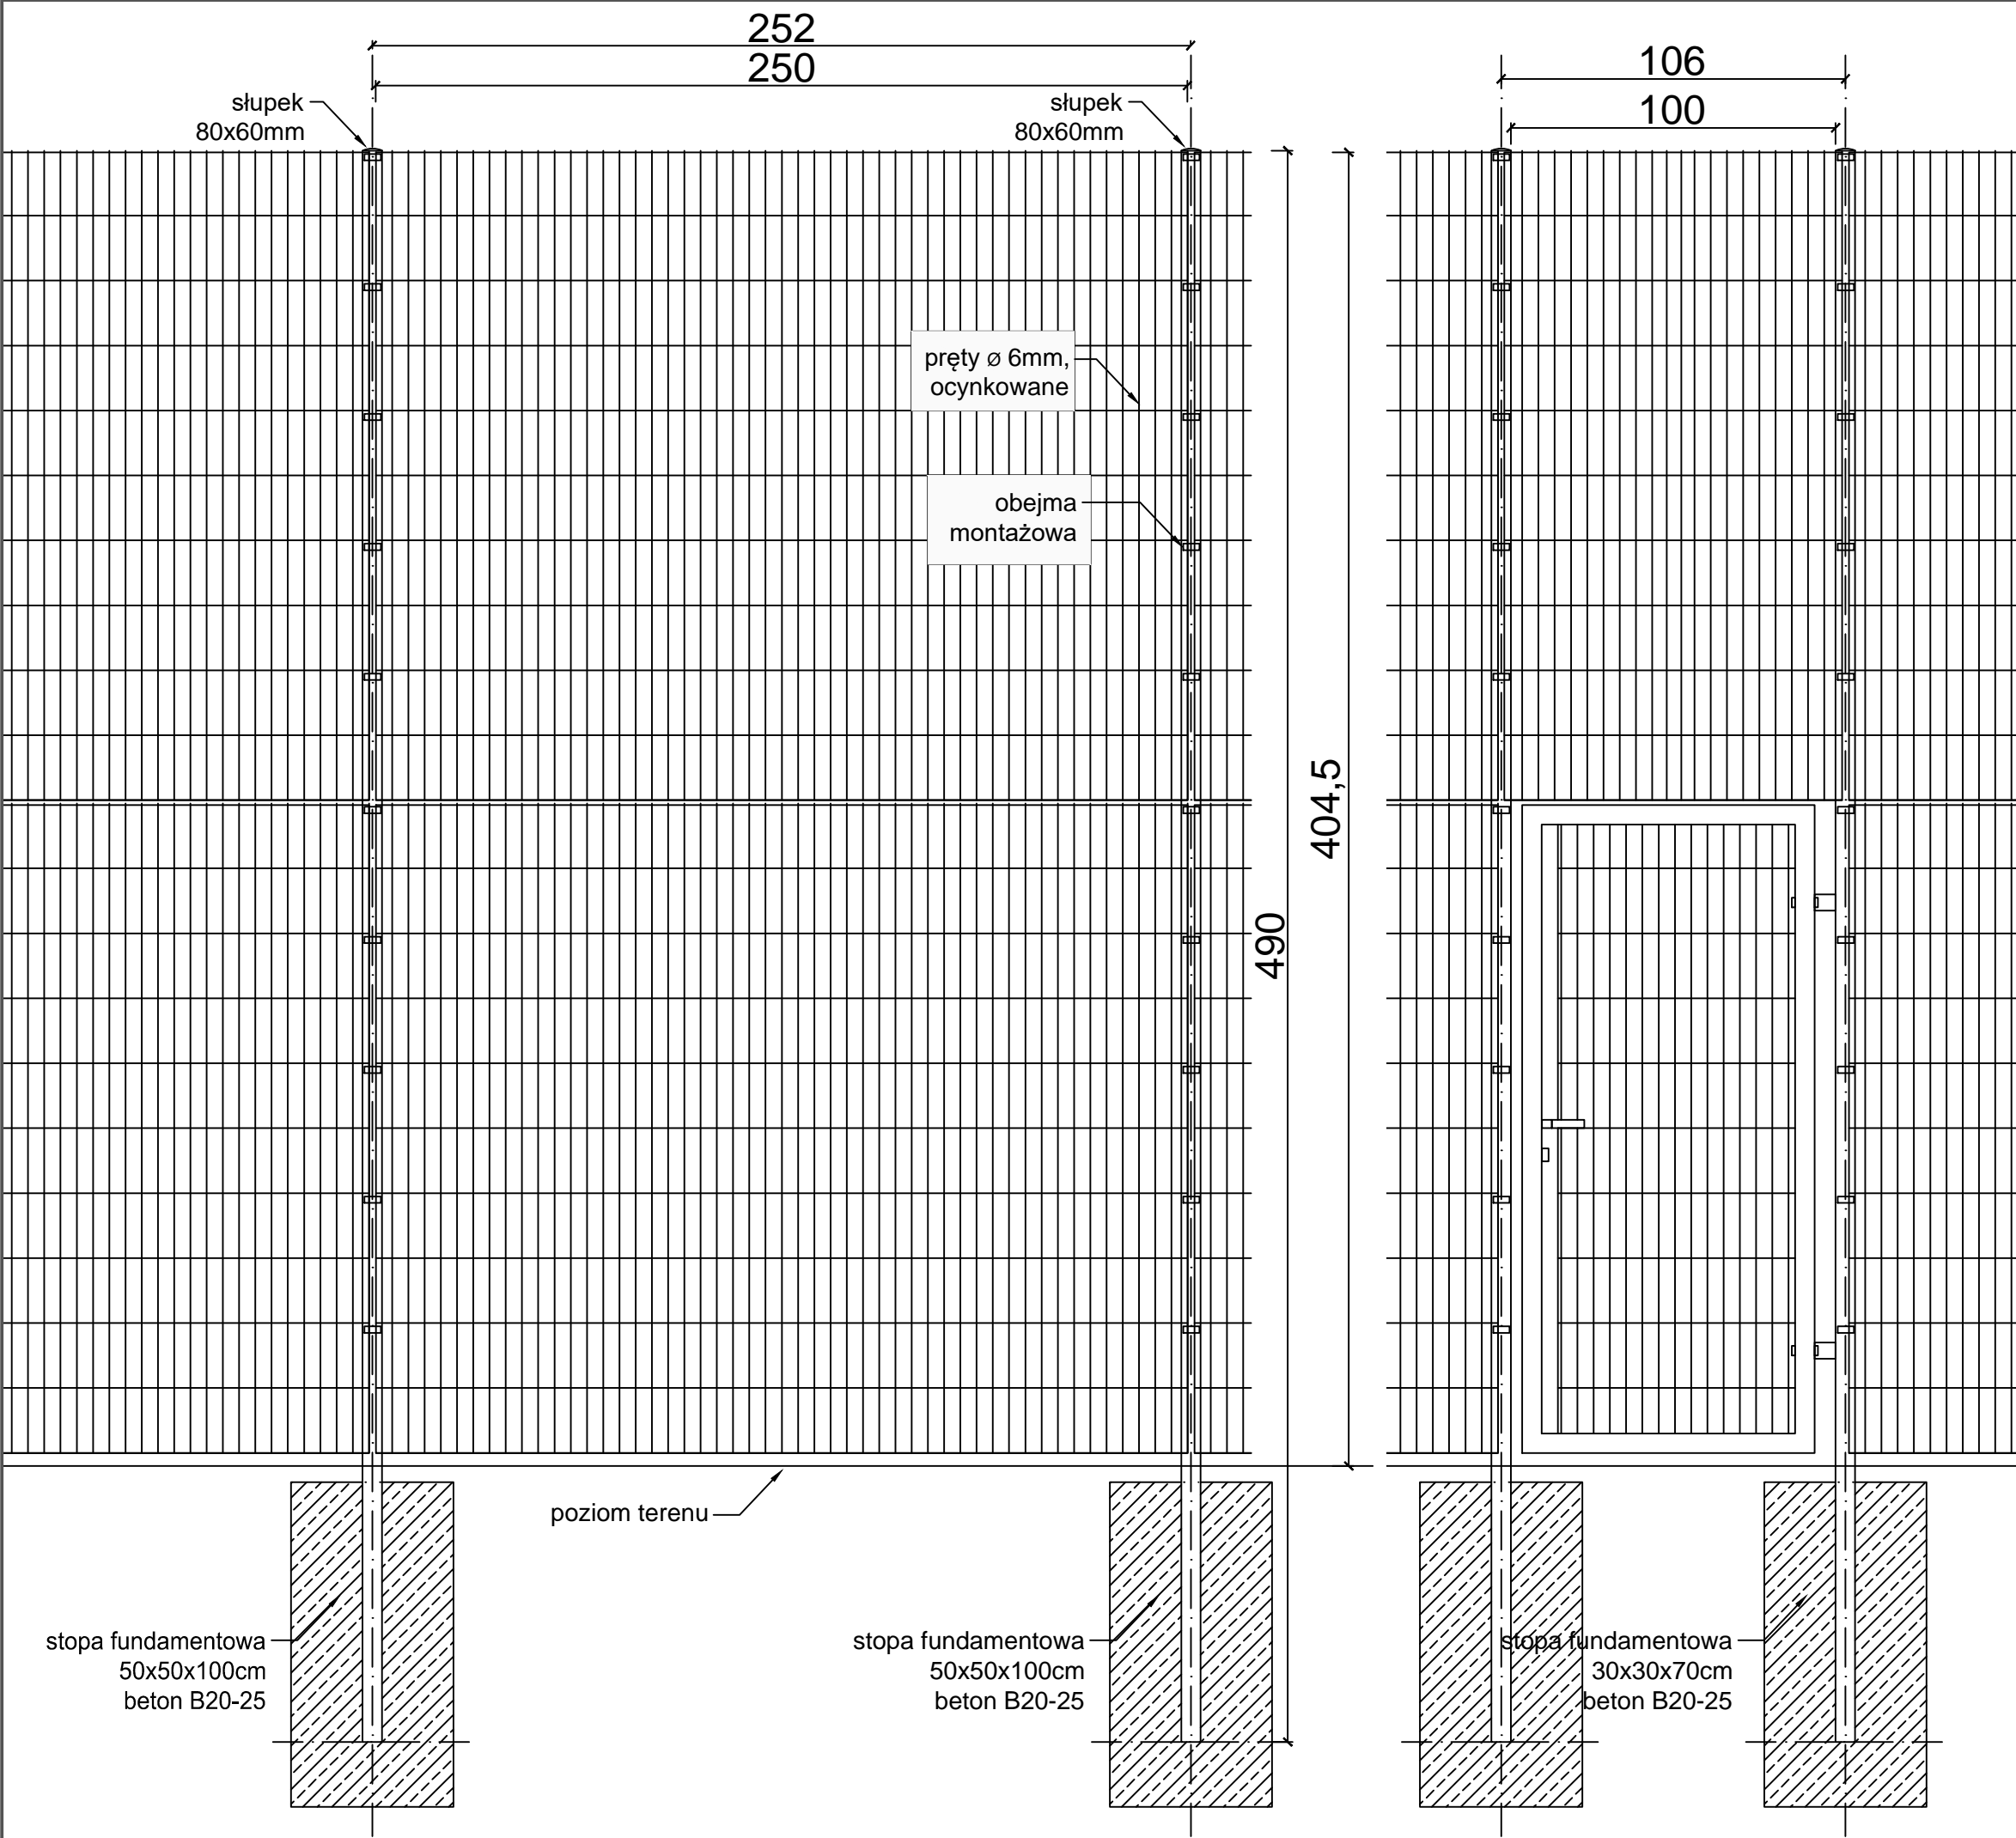 252
250
106
100
słupek
80x60mm
słupek
80x60mm
pręty ø 6mm,
ocynkowane
obejma
montażowa
404,5
490
poziom terenu
stopa fundamentowa
50x50x100cm
beton B20-25
stopa fundamentowa
50x50x100cm
beton B20-25
stopa fundamentowa
30x30x70cm
beton B20-25